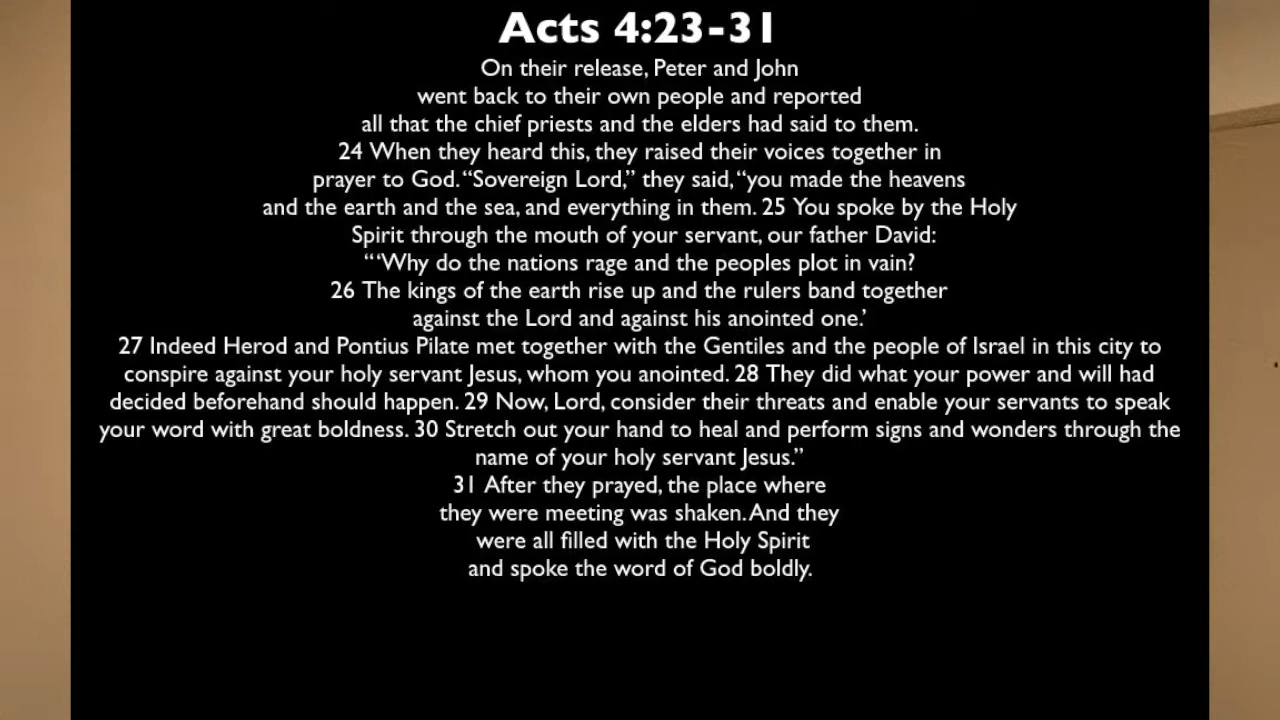 Acts 4:23-31
On their release, Peter and John
went back to their own people and reported
all that the chief priests and the elders had said to them.
24 When they heard this, they raised their voices together in
prayer to God. “Sovereign Lord,” they said, “you made the heavens
and the earth and the sea, and everything in them. 25 You spoke by the Holy
Spirit through the mouth of your servant, our father David:
“‘Why do the nations rage and the peoples plot in vain?
26 The kings of the earth rise up and the rulers band together
against the Lord and against his anointed one.’
27 Indeed Herod and Pontius Pilate met together with the Gentiles and the people of Israel in this city to
conspire against your holy servant Jesus, whom you anointed. 28 They did what your power and will had
decided beforehand should happen. 29 Now, Lord, consider their threats and enable your servants to speak
your word with great boldness. 30 Stretch out your hand to heal and perform signs and wonders through the
name of your holy servant Jesus.”
31 After they prayed, the place where
they were meeting was shaken. And they
were all filled with the Holy Spirit
and spoke the word of God boldly.